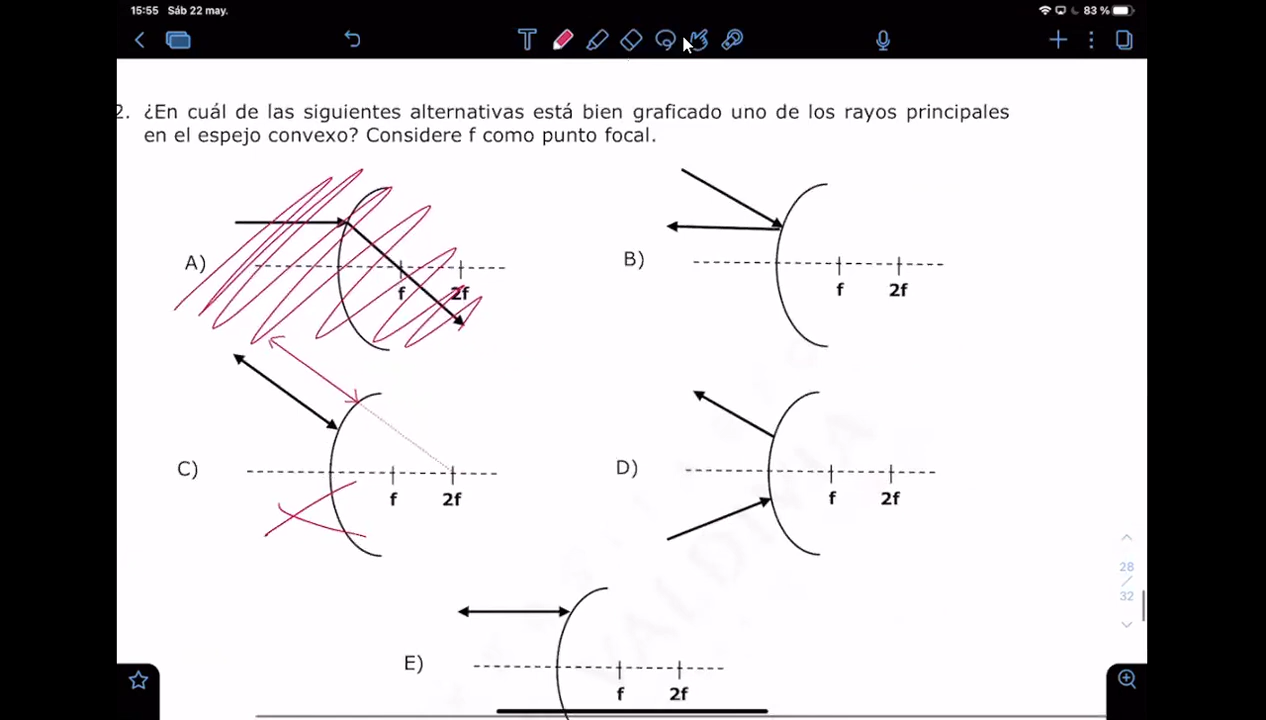 15:55 Sáb 22 may. 83 %
2. ¿En cuál de las siguientes alternativas está bien graficado uno de los rayos principales
en el espejo convexo? Considere f como punto focal.
A)
f 2f
B)
f 2f
C)
f 2f
D)
f 2f
28
32
E)
f 2f